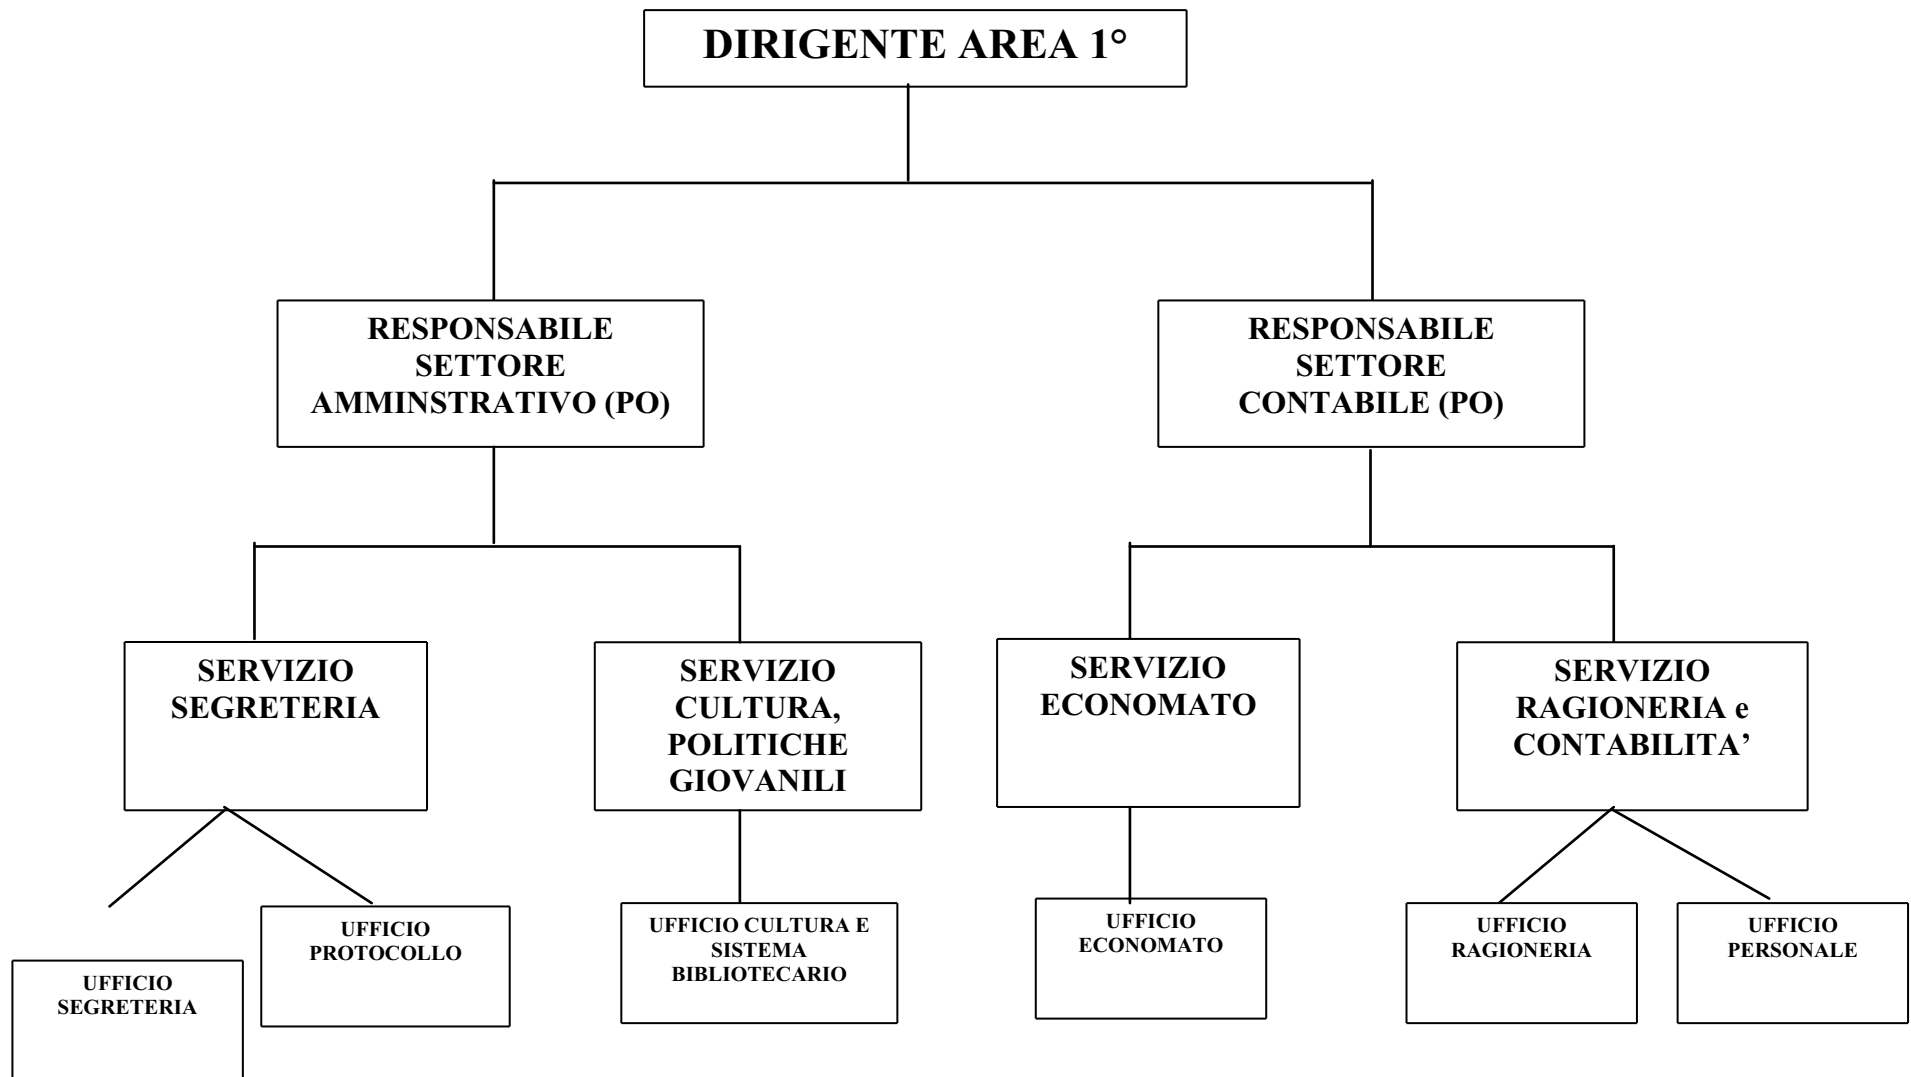 DIRIGENTE AREA 1°
RESPONSABILE
SETTORE
AMMINSTRATIVO (PO)
RESPONSABILE
SETTORE
CONTABILE (PO)
SERVIZIO
SEGRETERIA
SERVIZIO
CULTURA,
POLITICHE
GIOVANILI
SERVIZIO
ECONOMATO
SERVIZIO
RAGIONERIA e
CONTABILITA’
UFFICIO
SEGRETERIA
UFFICIO
PROTOCOLLO
UFFICIO CULTURA E
SISTEMA
BIBLIOTECARIO
UFFICIO
ECONOMATO
UFFICIO
RAGIONERIA
UFFICIO
PERSONALE